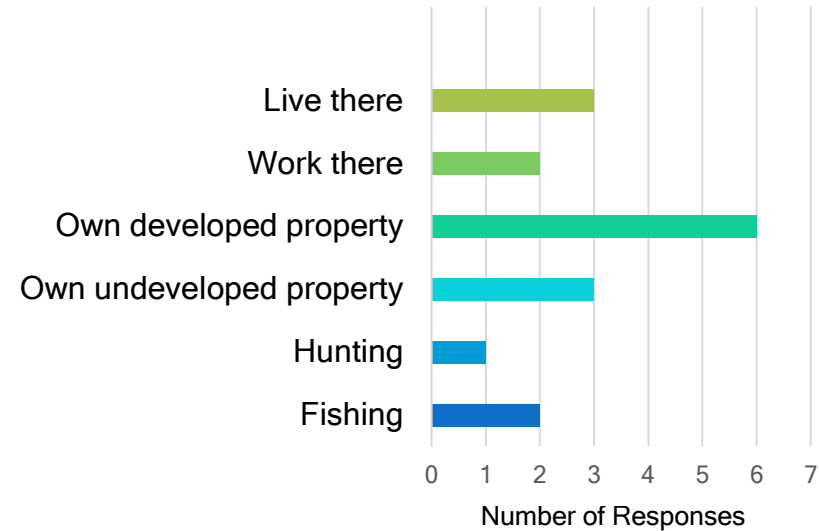 Live there
Work there
Own developed property
Own undeveloped property
Hunting
Fishing
0 1 2 3 4 5 6 7
Number of Responses